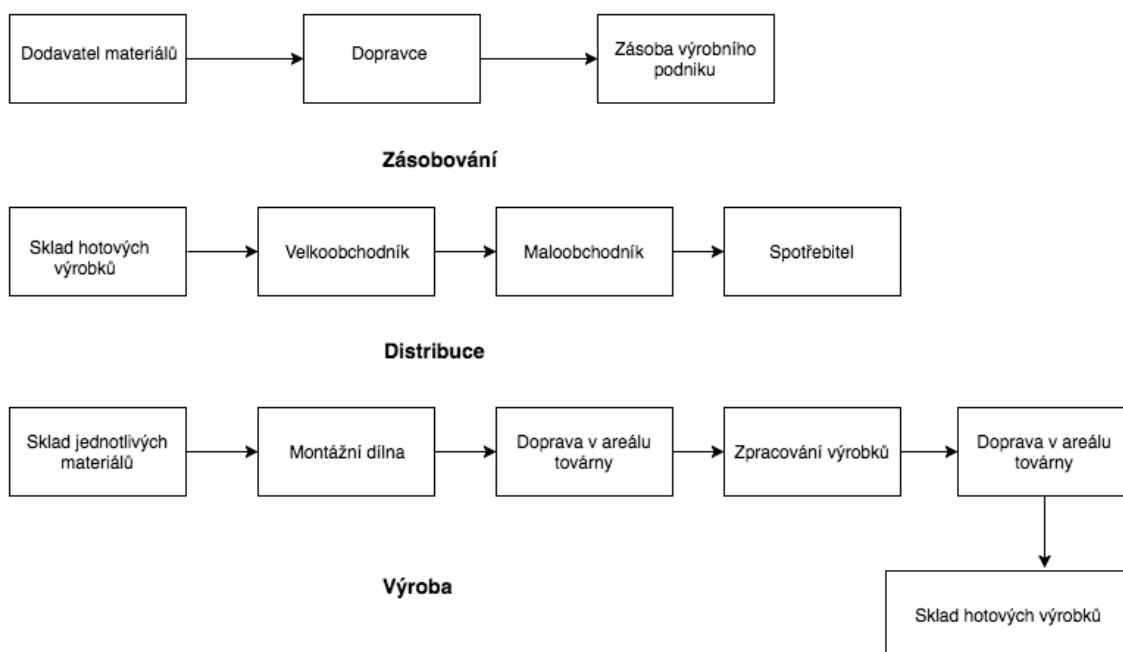 Dodavatel materiálů
Dopravce
Zásoba výrobního
podniku
Zásobování
Sklad hotových
výrobků
Velkoobchodník
Maloobchodník
Spotřebitel
Distribuce
Sklad jednotlivých
materiálů
Montážní dílna
Doprava v areálu
továrny
Zpracování výrobků
Doprava v areálu
továrny
Výroba
Sklad hotových výrobků